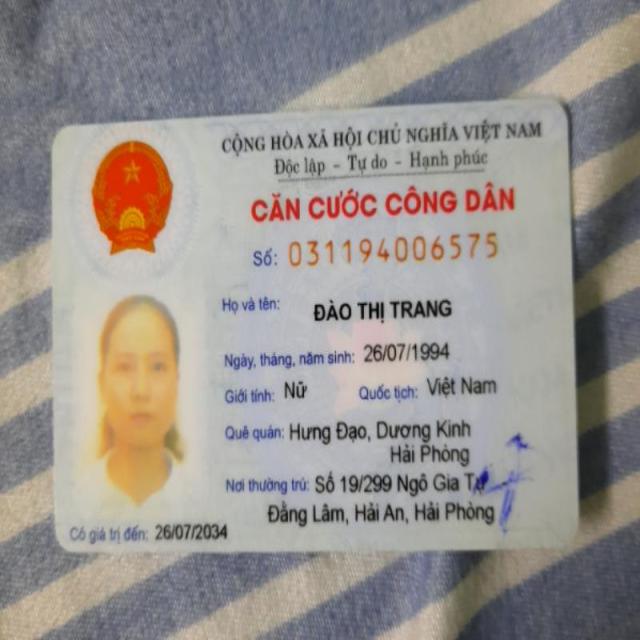 CỘNG HÒA XÃ HỘI CHỦ NGHĨA VIỆT NAM
Độc lập - Tự do - Hạnh phúc
CĂN CƯỚC CÔNG DÂN
Số: 031194006575
Họ và tên: ĐÀO THỊ TRANG
Ngày, tháng, năm sinh: 26/07/1994
Giới tính: Nữ Quốc tịch: Việt Nam
Quê quán: Hưng Đạo, Dương Kinh
Hải Phòng
Nơi thường trú: Số 19/299 Ngô Gia Tự
Đằng Lâm, Hải An, Hải Phòng
Có giá trị đến: 26/07/2034